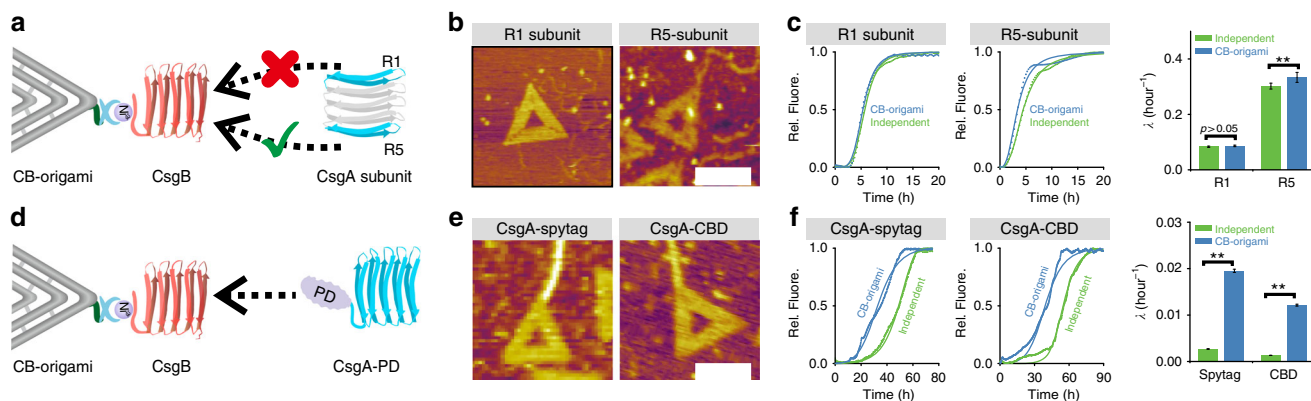 a
R1
R5
Ni
CB-origami
CsgB
CsgA subunit
b
R1 subunit
R5-subunit
c
R1 subunit
R5-subunit
Rel. Fluore.
1.0
0.5
0.0
CB-origami
Independent
0
5
10
15
20
Time (h)
1.0
0.5
0.0
CB-origami
Independent
0
5
10
15
20
Time (h)
Independent
CB-origami
λ (hour⁻¹)
0.4
0.2
0.0
p>0.05
**
R1
R5
d
PD
Ni
CB-origami
CsgB
CsgA-PD
e
CsgA-spytag
CsgA-CBD
f
CsgA-spytag
CsgA-CBD
Rel. Fluore.
1.0
0.5
0.0
CB-origami
Independent
0
20
40
60
80
Time (h)
1.0
0.5
0.0
CB-origami
Independent
0
30
60
90
Time (h)
Independent
CB-origami
λ (hour⁻¹)
0.03
0.02
0.01
0.00
**
**
Spytag
CBD